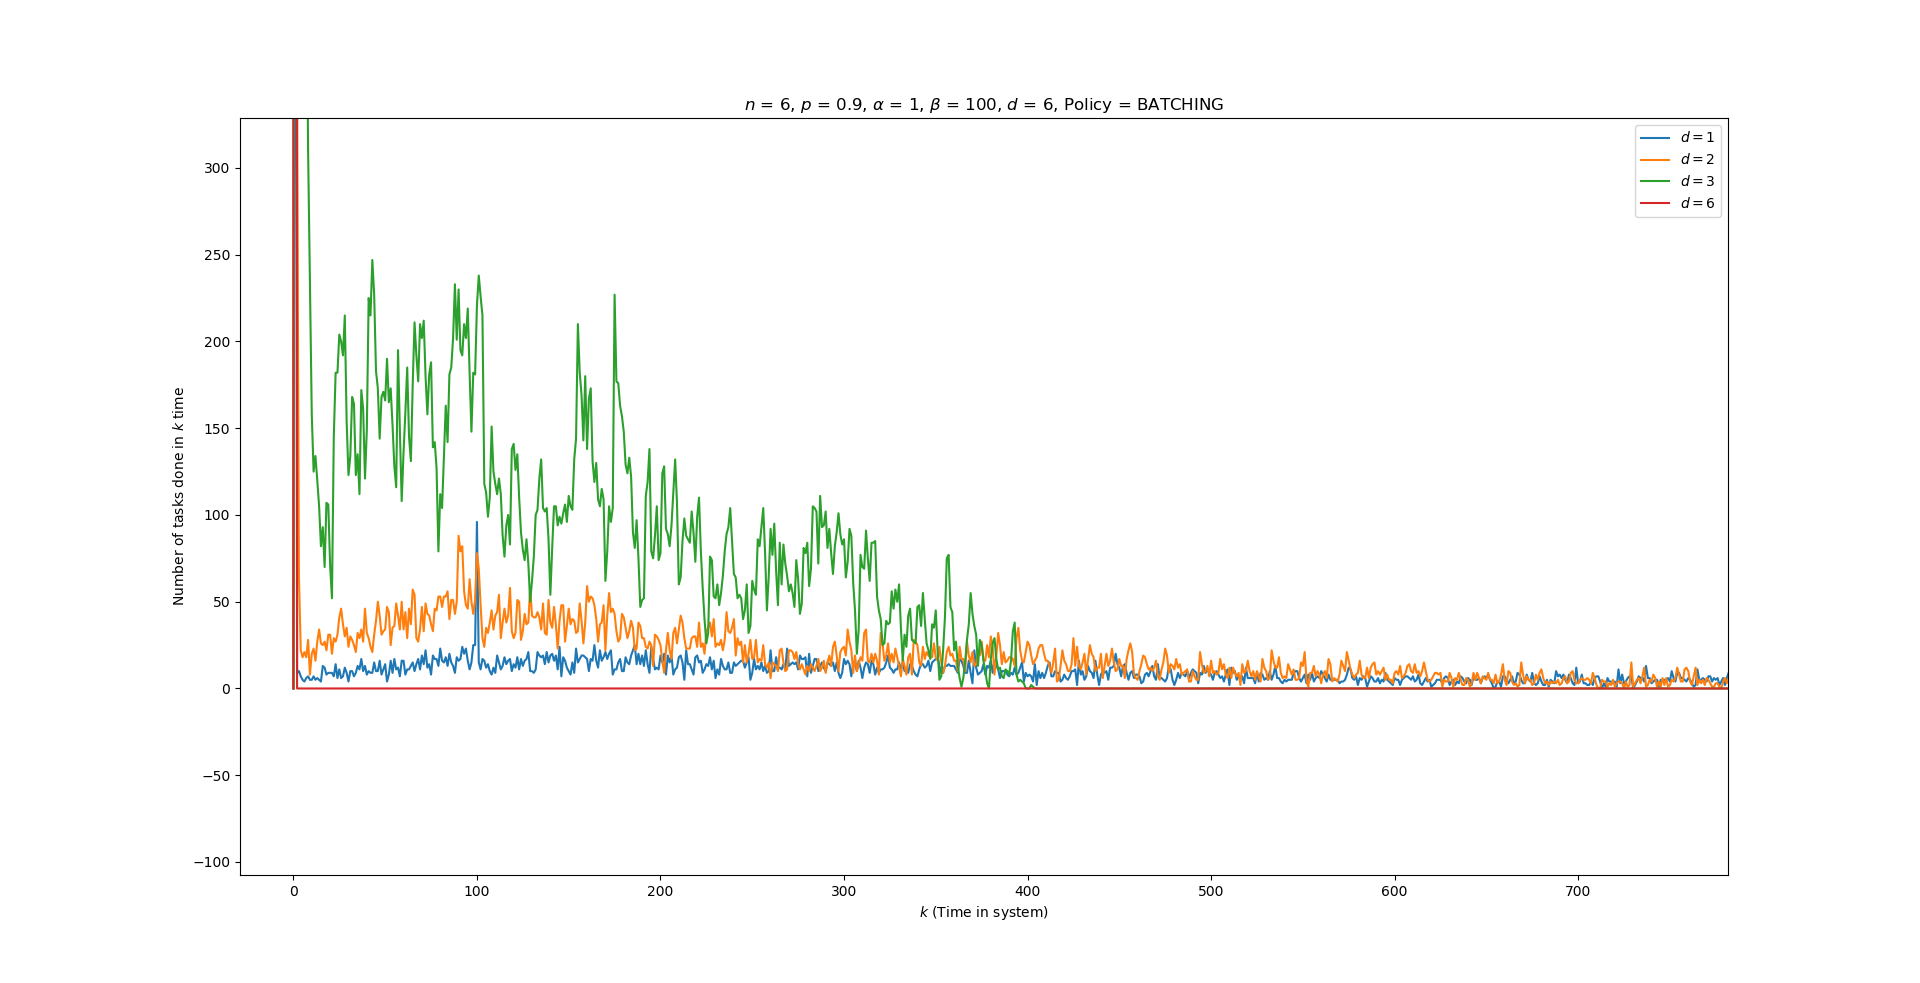 n = 6, p = 0.9, α = 1, β = 100, d = 6, Policy = BATCHING
d = 1
d = 2
d = 3
d = 6
Number of tasks done in k time
300
250
200
150
100
50
0
−50
−100
0 100 200 300 400 500 600 700
k (Time in system)